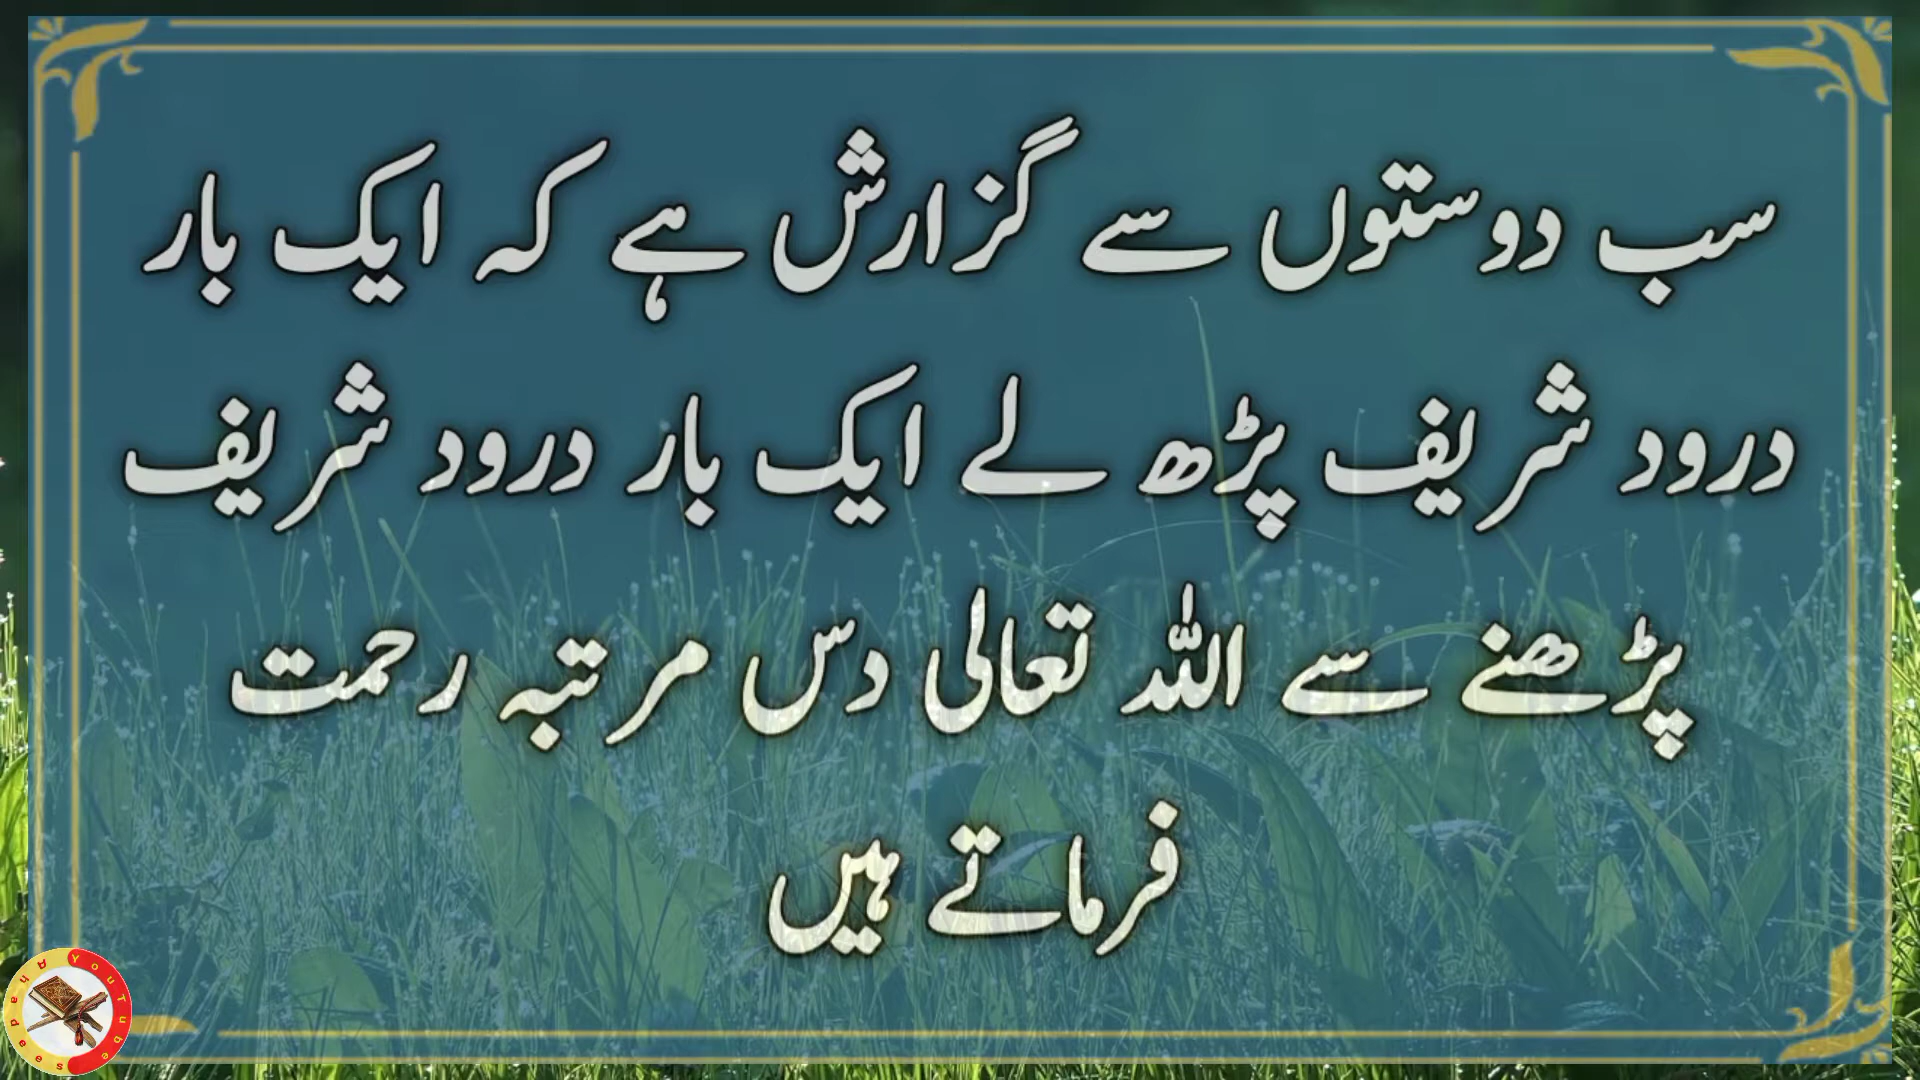 سب دوستوں سے گزارش ہے کہ ایک بار
درود شریف پڑھ لے ایک بار درود شریف
پڑھنے سے اللہ تعالی دس مرتبہ رحمت
فرماتے ہیں
YouTube